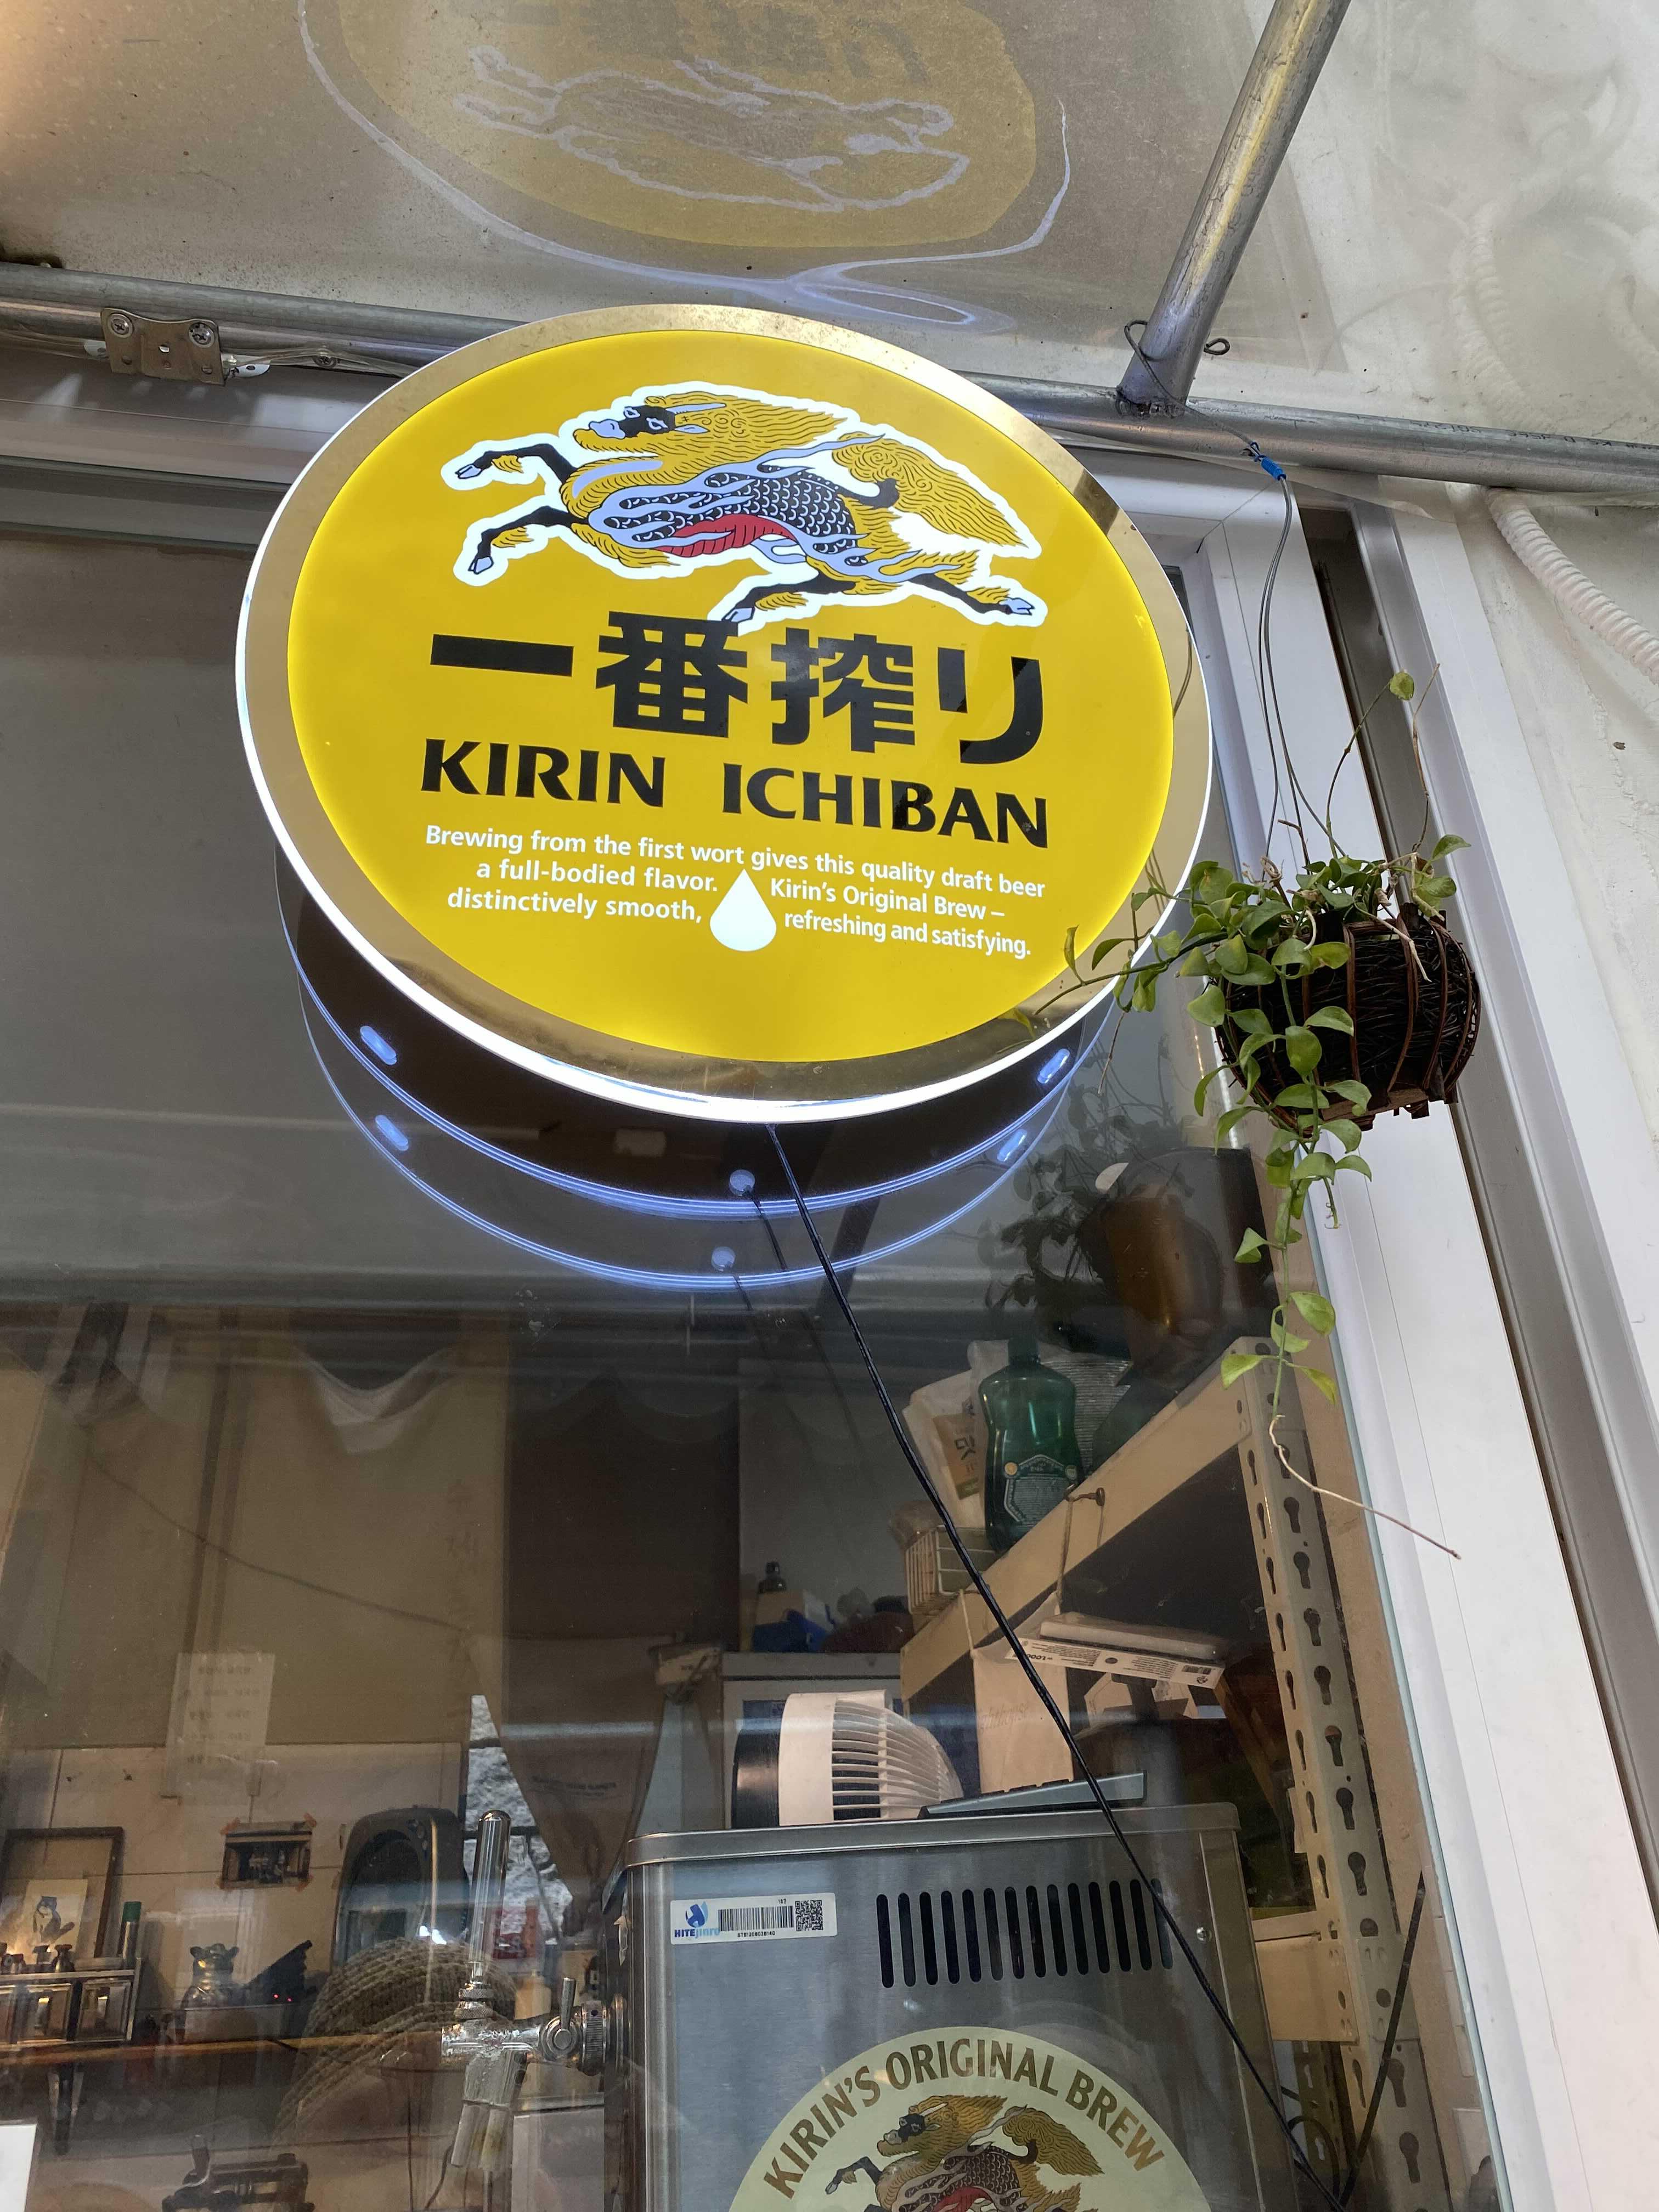 一番搾り
KIRIN ICHIBAN
Brewing from the first wort gives this quality draft beer
a full-bodied flavor. Kirin's Original Brew –
distinctively smooth, refreshing and satisfying.
HITEjinro
KIRIN'S ORIGINAL BREW